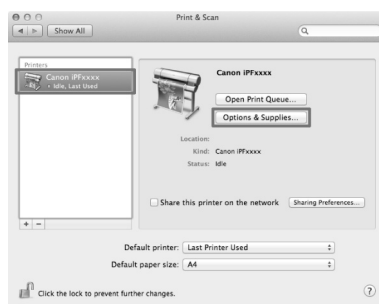 Print & Scan
Show All
Printers
Canon iPFxxxx
• Idle, Last Used
Canon iPFxxxx
Open Print Queue...
Options & Supplies...
Location:
Kind: Canon iPFxxxx
Status: Idle
Share this printer on the network
Sharing Preferences...
+ −
Default printer: Last Printer Used
Default paper size: A4
Click the lock to prevent further changes.
?